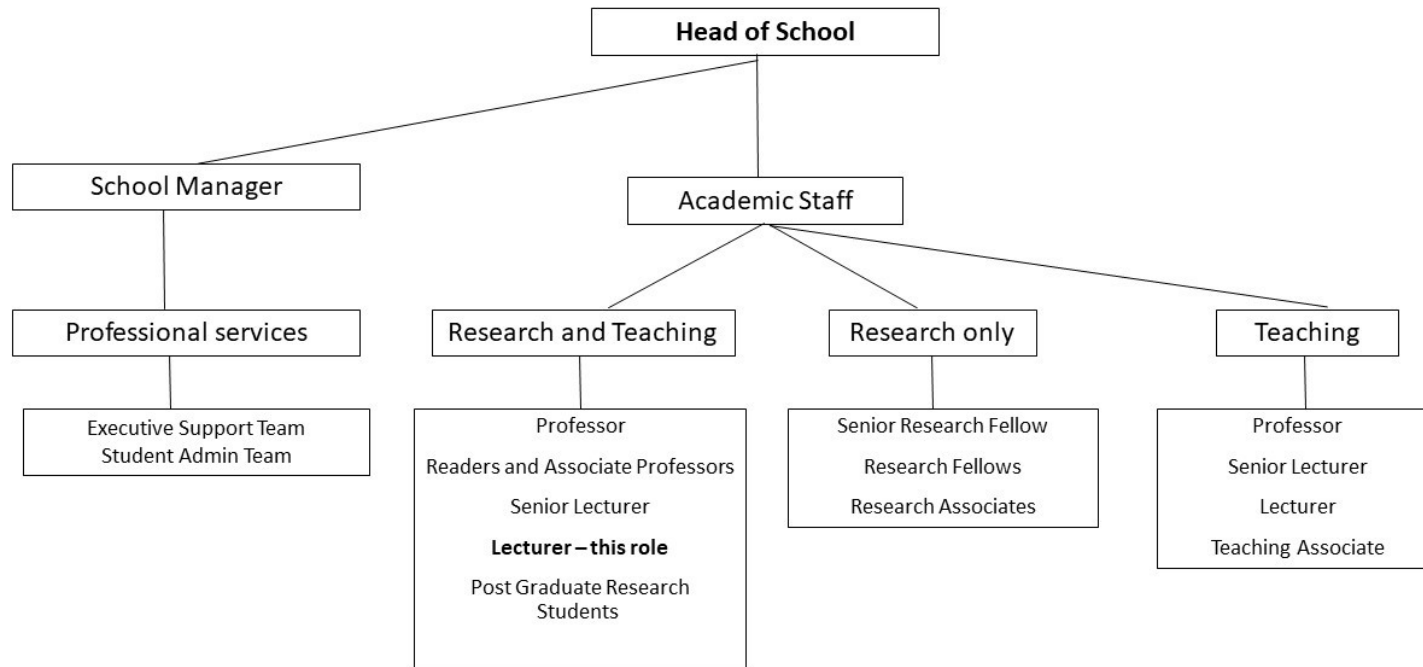 Head of School
School Manager
Academic Staff
Professional services
Research and Teaching
Research only
Teaching
Executive Support Team
Student Admin Team
Professor
Readers and Associate Professors
Senior Lecturer
Lecturer – this role
Post Graduate Research
Students
Senior Research Fellow
Research Fellows
Research Associates
Professor
Senior Lecturer
Lecturer
Teaching Associate